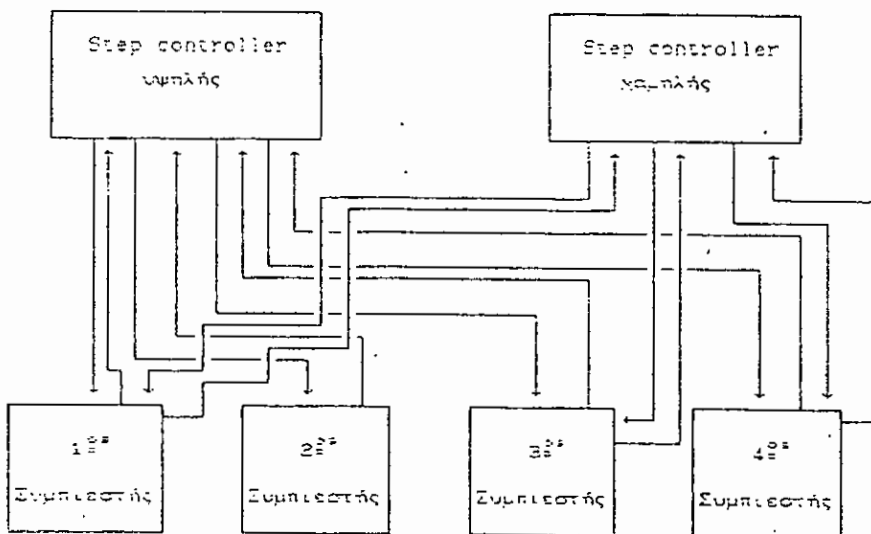 Step controller
υψηλής
Step controller
χαμηλής
1ος
Συμπιεστής
2ος
Συμπιεστής
3ος
Συμπιεστής
4ος
Συμπιεστής